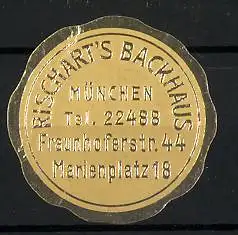 RISCHART'S BACKHAUS
MÜNCHEN
Tel. 22488
Fraunhoferstr. 44
Marienplatz 18